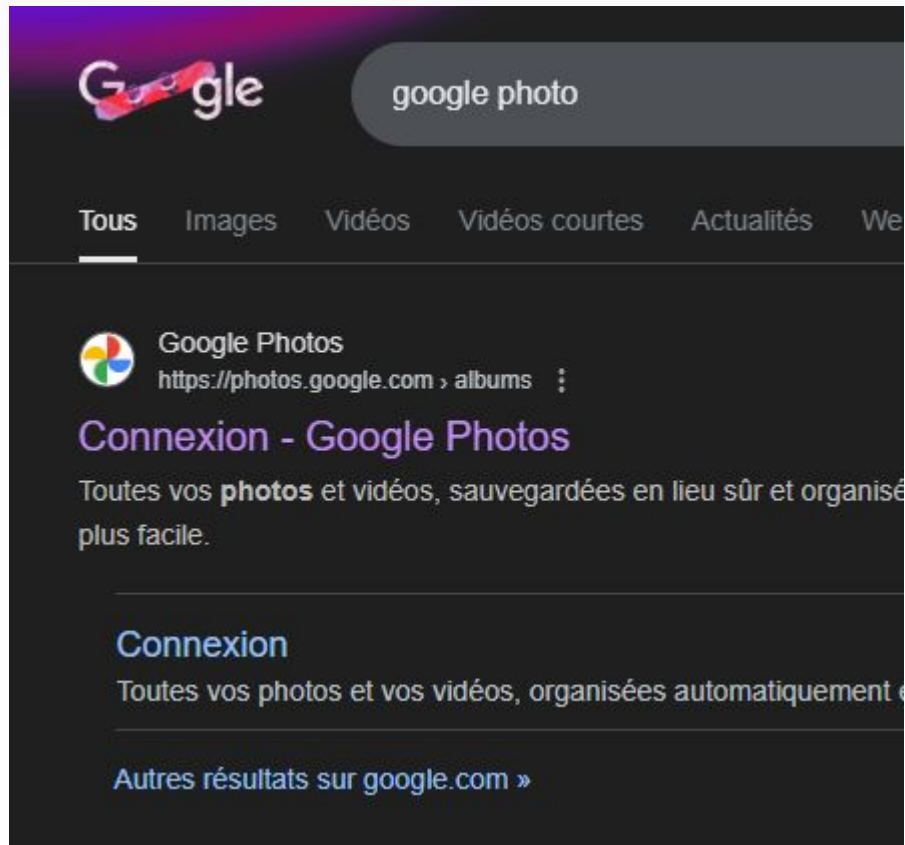 Google
google photo
Tous Images Vidéos Vidéos courtes Actualités We
Google Photos
https://photos.google.com › albums
Connexion - Google Photos
Toutes vos photos et vidéos, sauvegardées en lieu sûr et organisé
plus facile.
Connexion
Toutes vos photos et vos vidéos, organisées automatiquement e
Autres résultats sur google.com »